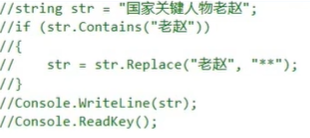 //string str = "国家关键人物老赵";
//if (str.Contains("老赵"))
//{
//    str = str.Replace("老赵", "**");
//}
//Console.WriteLine(str);
//Console.ReadKey();